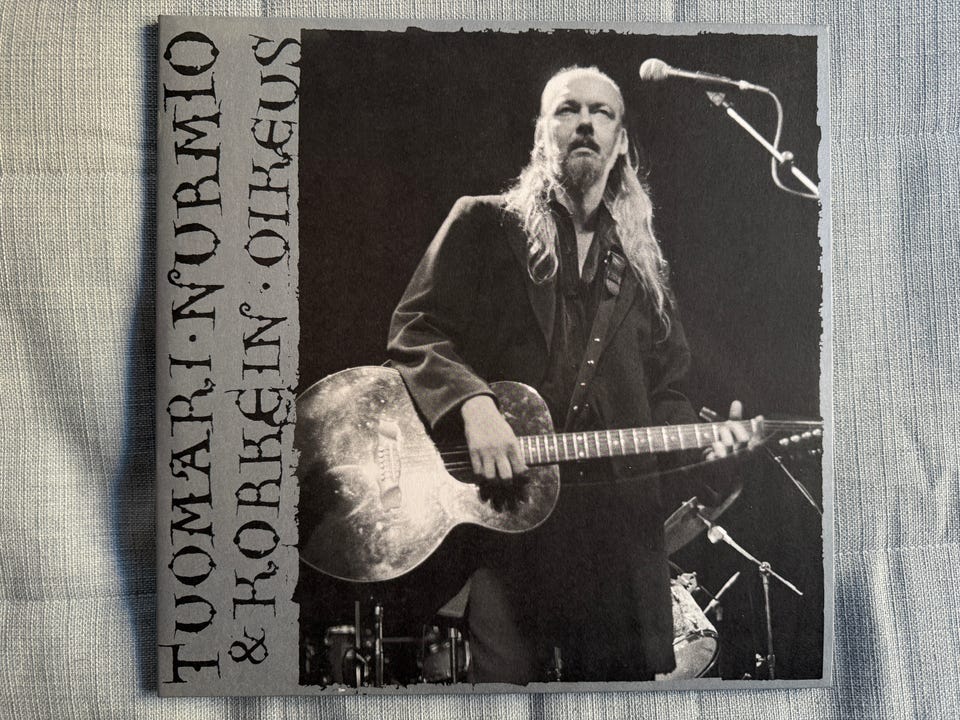 TUOMARI · NURMIO
& KORKEIN · OIKEUS